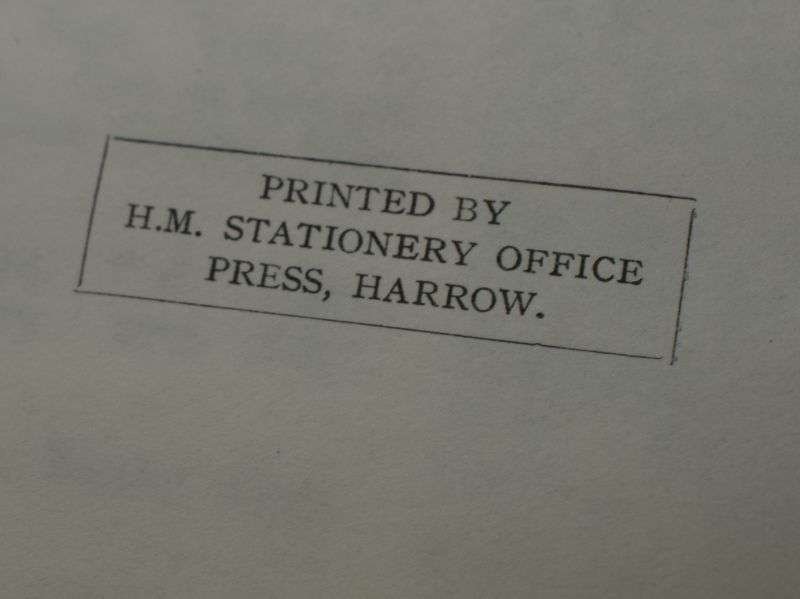 PRINTED BY
H.M. STATIONERY OFFICE
PRESS, HARROW.